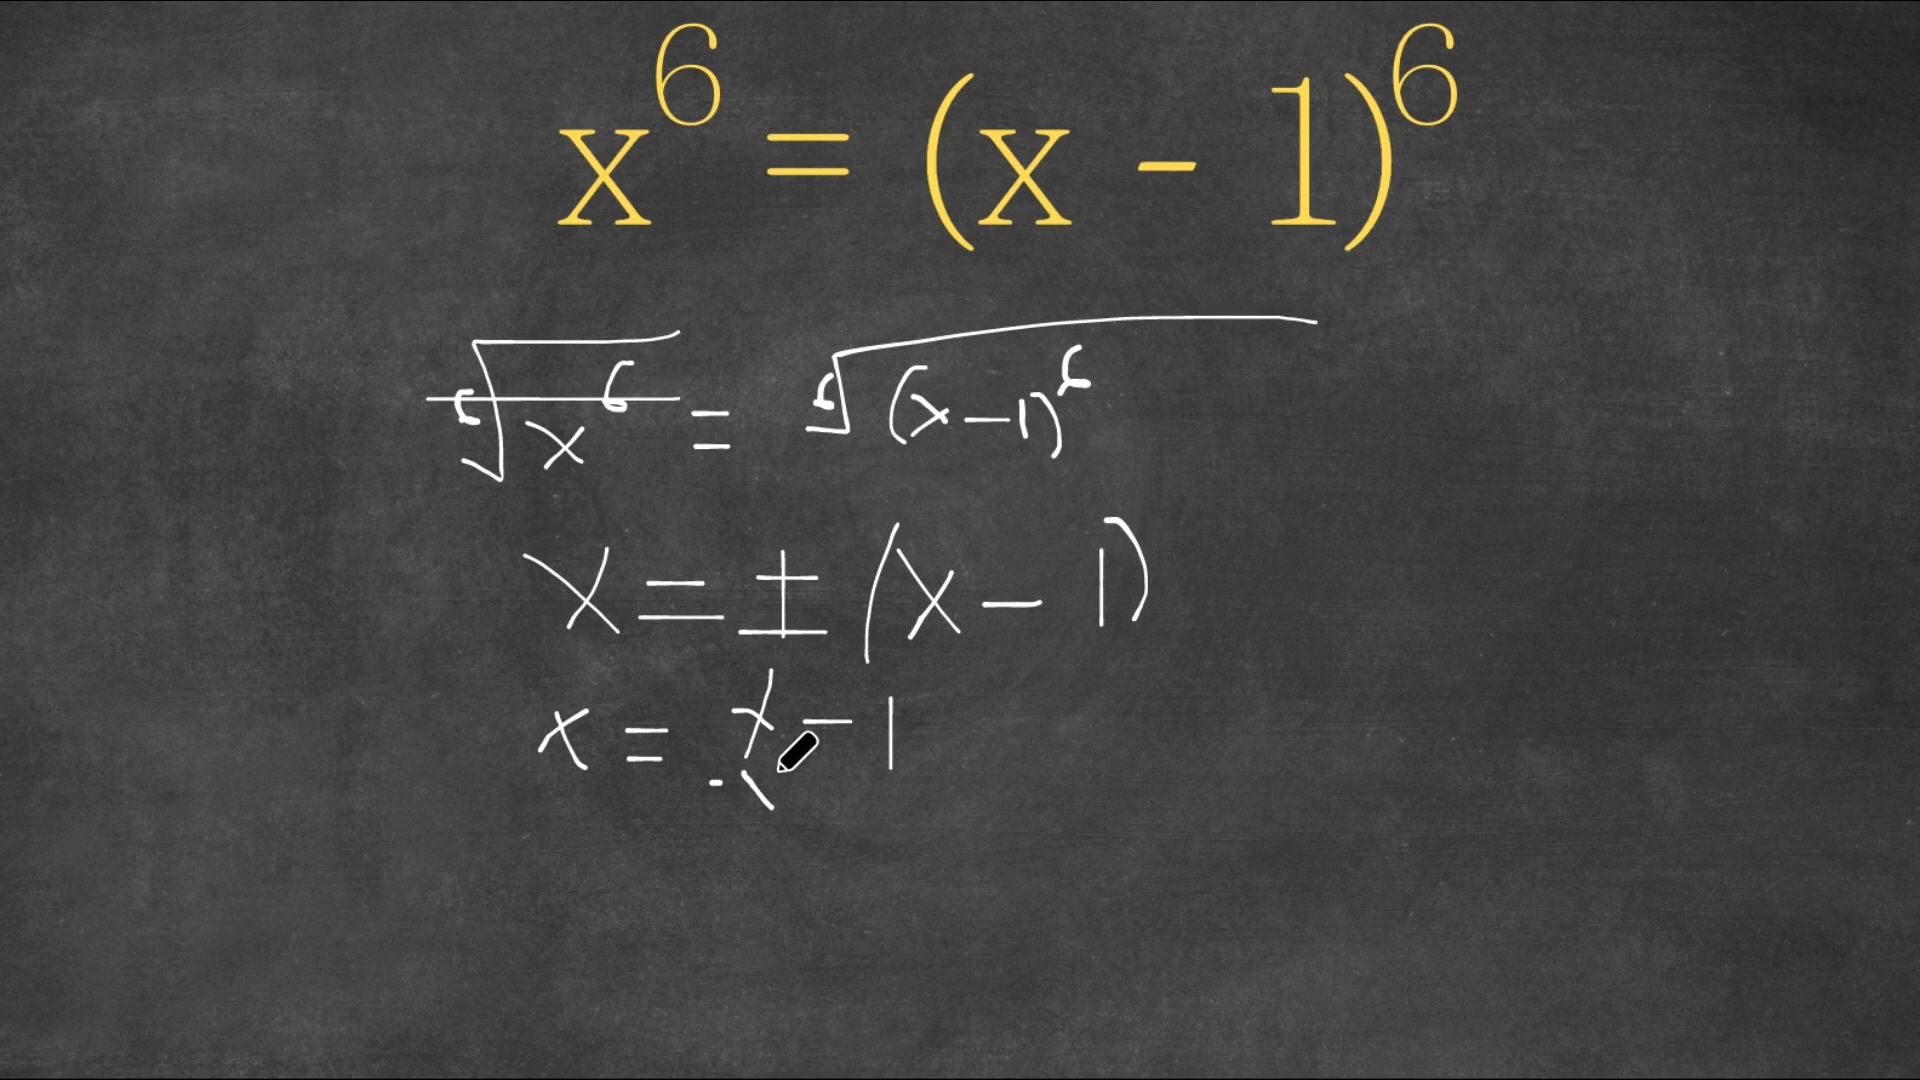 x⁶ = (x - 1)⁶
⁶√x⁶ = ⁶√(x - 1)⁶
x = ± (x - 1)
x = x - 1
-x